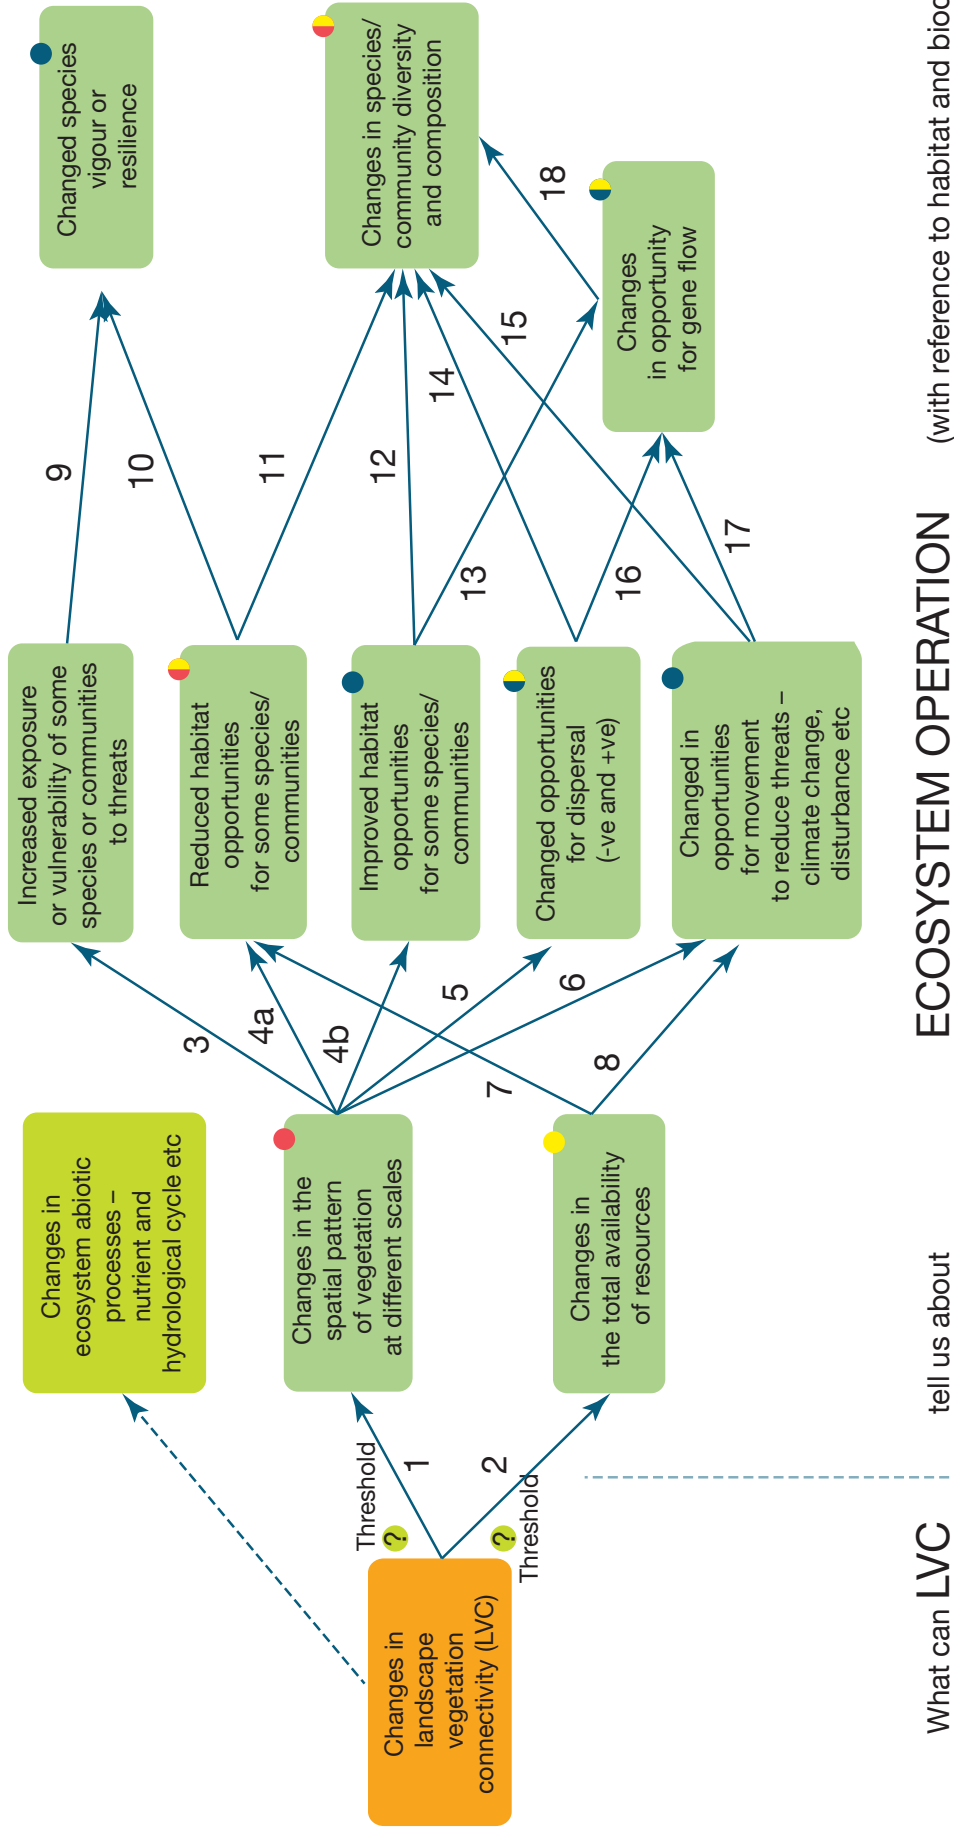 Changes in
landscape
vegetation
connectivity (LVC)
Threshold
?
1
2
?
Threshold
Changes in
ecosystem abiotic
processes –
nutrient and
hydrological cycle etc
Changes in the
spatial pattern
of vegetation
at different scales
Changes in
the total availability
of resources
3
4a
4b
5
6
7
8
Increased exposure
or vulnerability of some
species or communities
to threats
Reduced habitat
opportunities
for some species/
communities
Improved habitat
opportunities
for some species/
communities
Changed opportunities
for dispersal
(-ve and +ve)
Changed in
opportunities
for movement
to reduce threats –
climate change,
disturbance etc
9
10
11
12
13
14
15
16
17
18
Changed species
vigour or
resilience
Changes in species/
community diversity
and composition
Changes
in opportunity
for gene flow
What can LVC
tell us about
ECOSYSTEM OPERATION
(with reference to habitat and biod